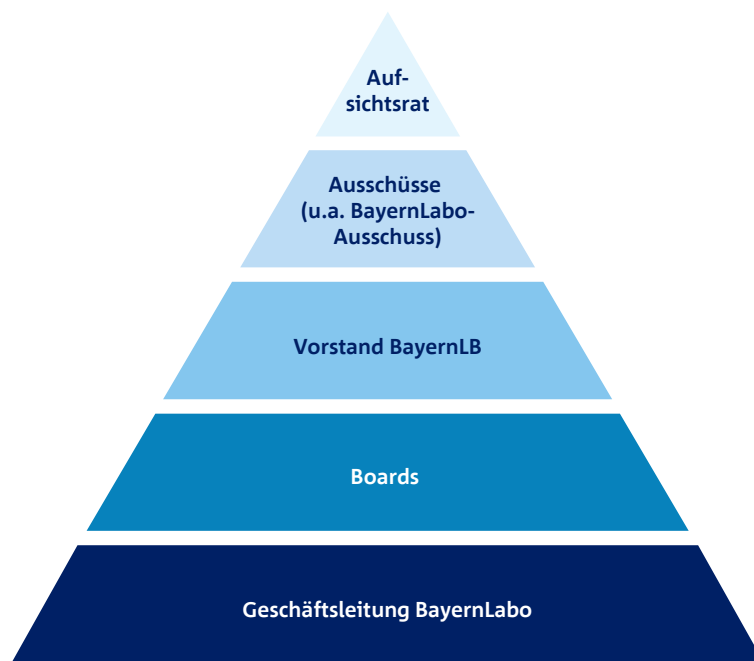 Auf-
sichtsrat
Ausschüsse
(u.a. BayernLabo-
Ausschuss)
Vorstand BayernLB
Boards
Geschäftsleitung BayernLabo